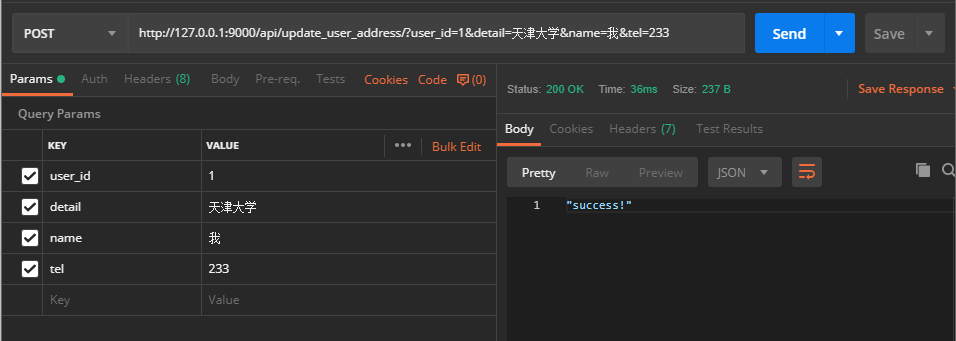 POST http://127.0.0.1:9000/api/update_user_address/?user_id=1&detail=天津大学&name=我&tel=233 Send Save
Params Auth Headers (8) Body Pre-req. Tests Cookies Code (0)
Query Params
KEY VALUE ••• Bulk Edit
user_id 1
detail 天津大学
name 我
tel 233
Key Value
Status: 200 OK Time: 36ms Size: 237 B Save Response
Body Cookies Headers (7) Test Results
Pretty Raw Preview JSON
1 "success!"